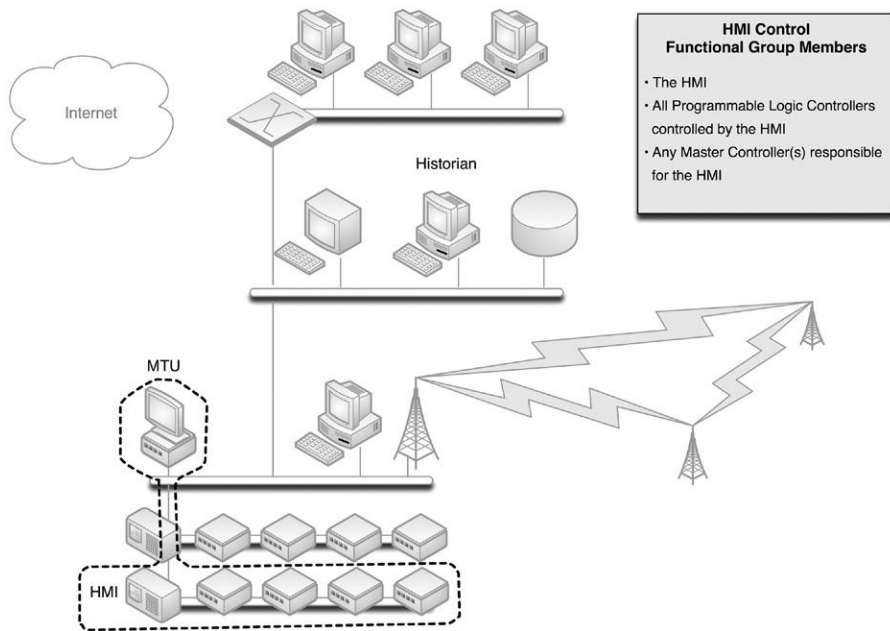 HMI Control
Functional Group Members
• The HMI
• All Programmable Logic Controllers
controlled by the HMI
• Any Master Controller(s) responsible
for the HMI
Internet
Historian
MTU
HMI